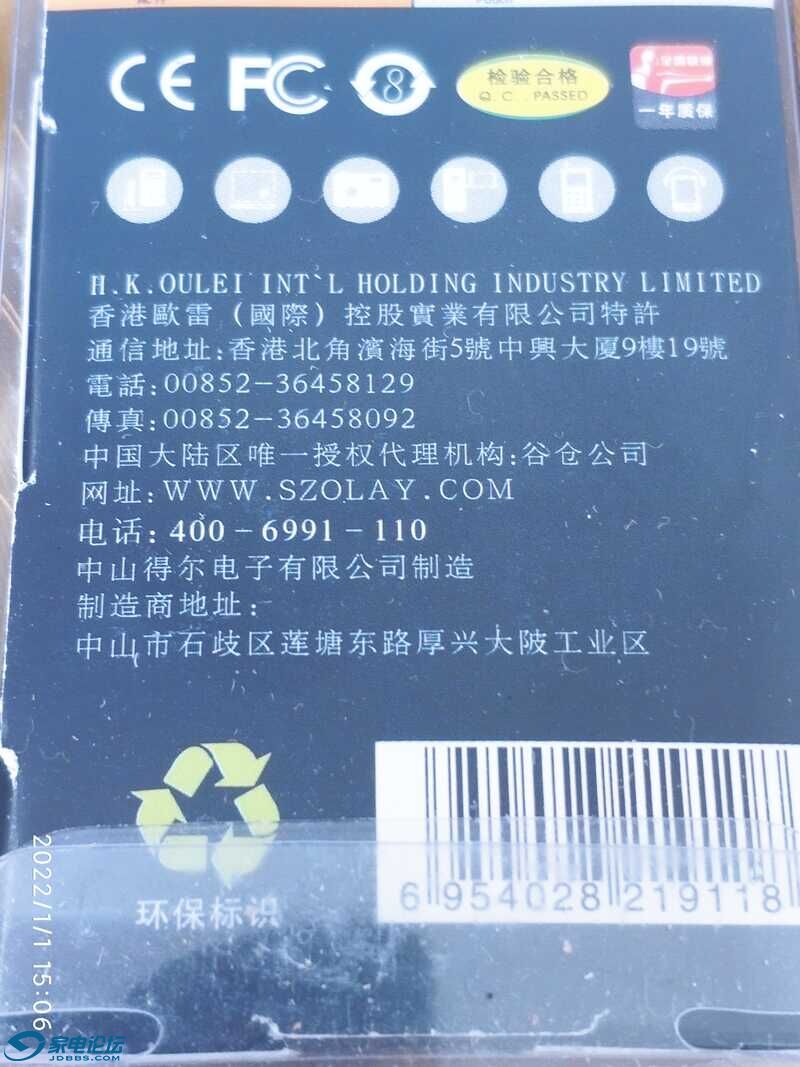 CE FC 8 检验合格
Q.C. PASSED
一年质保
H.K.OULEI INT`L HOLDING INDUSTRY LIMITED
香港歐雷（國際）控股實業有限公司特許
通信地址:香港北角濱海街5號中興大厦9樓19號
電話:00852-36458129
傳真:00852-36458092
中国大陆区唯一授权代理机构:谷仓公司
网址:WWW.SZOLAY.COM
电话:400-6991-110
中山得尔电子有限公司制造
制造商地址:
中山市石歧区莲塘东路厚兴大陂工业区
环保标识
6 954028 219118
2022/1/1 15:06
家电论坛
JDBBS.COM